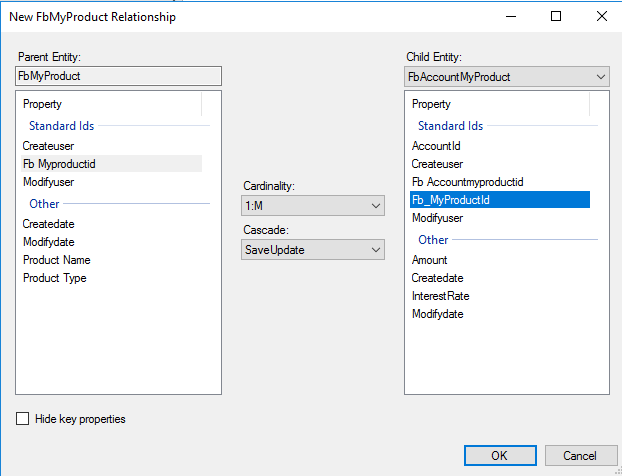 New FbMyProduct Relationship
Parent Entity:
FbMyProduct
Property
Standard Ids
Createuser
Fb Myproductid
Modifyuser
Other
Createdate
Modifydate
Product Name
Product Type
Cardinality:
1:M
Cascade:
SaveUpdate
Child Entity:
FbAccountMyProduct
Property
Standard Ids
AccountId
Createuser
Fb Accountmyproductid
Fb_MyProductId
Modifyuser
Other
Amount
Createdate
InterestRate
Modifydate
Hide key properties
OK
Cancel